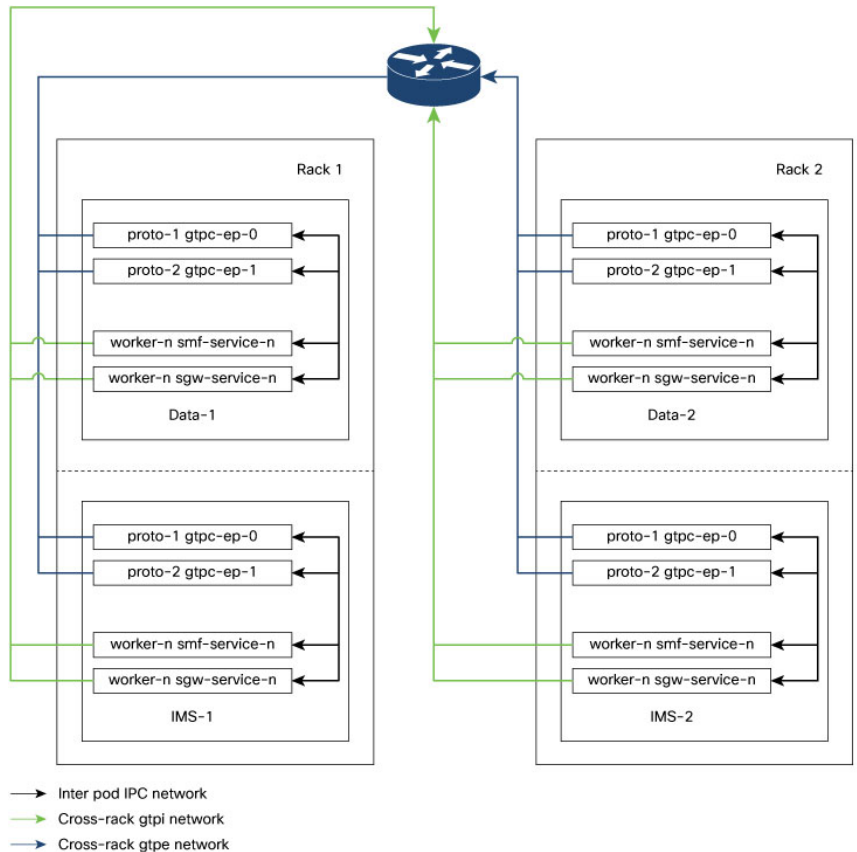 Rack 1
proto-1 gtpc-ep-0
proto-2 gtpc-ep-1
worker-n smf-service-n
worker-n sgw-service-n
Data-1
proto-1 gtpc-ep-0
proto-2 gtpc-ep-1
worker-n smf-service-n
worker-n sgw-service-n
IMS-1
Rack 2
proto-1 gtpc-ep-0
proto-2 gtpc-ep-1
worker-n smf-service-n
worker-n sgw-service-n
Data-2
proto-1 gtpc-ep-0
proto-2 gtpc-ep-1
worker-n smf-service-n
worker-n sgw-service-n
IMS-2
Inter pod IPC network
Cross-rack gtpi network
Cross-rack gtpe network